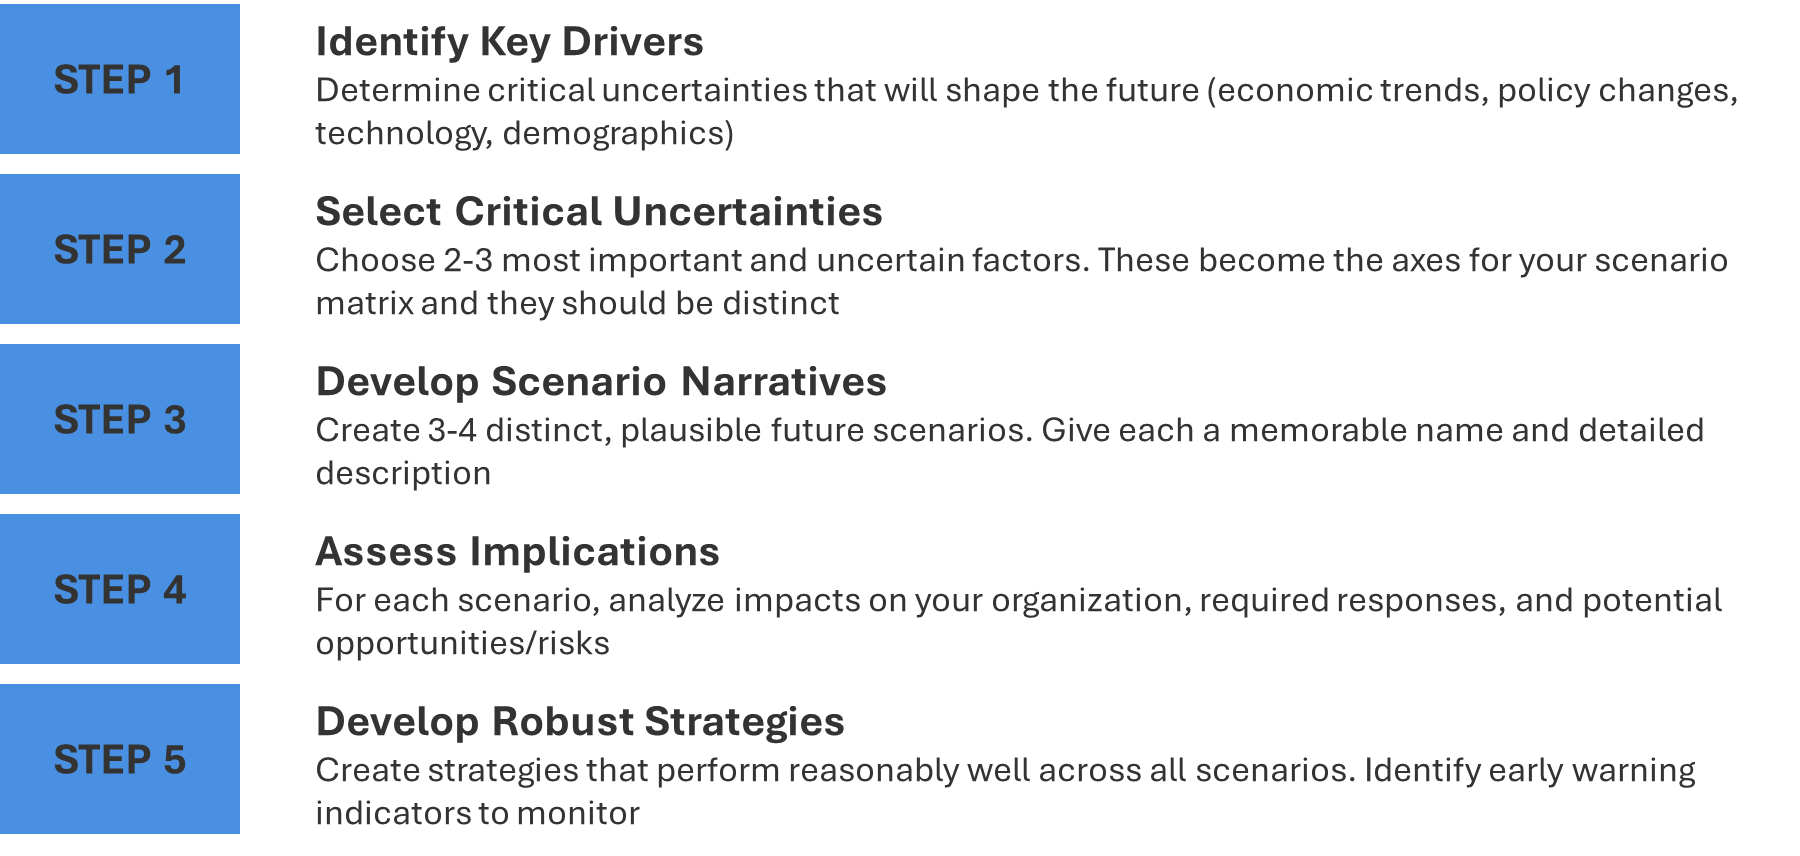 STEP 1
Identify Key Drivers
Determine critical uncertainties that will shape the future (economic trends, policy changes,
technology, demographics)
STEP 2
Select Critical Uncertainties
Choose 2-3 most important and uncertain factors. These become the axes for your scenario
matrix and they should be distinct
STEP 3
Develop Scenario Narratives
Create 3-4 distinct, plausible future scenarios. Give each a memorable name and detailed
description
STEP 4
Assess Implications
For each scenario, analyze impacts on your organization, required responses, and potential
opportunities/risks
STEP 5
Develop Robust Strategies
Create strategies that perform reasonably well across all scenarios. Identify early warning
indicators to monitor